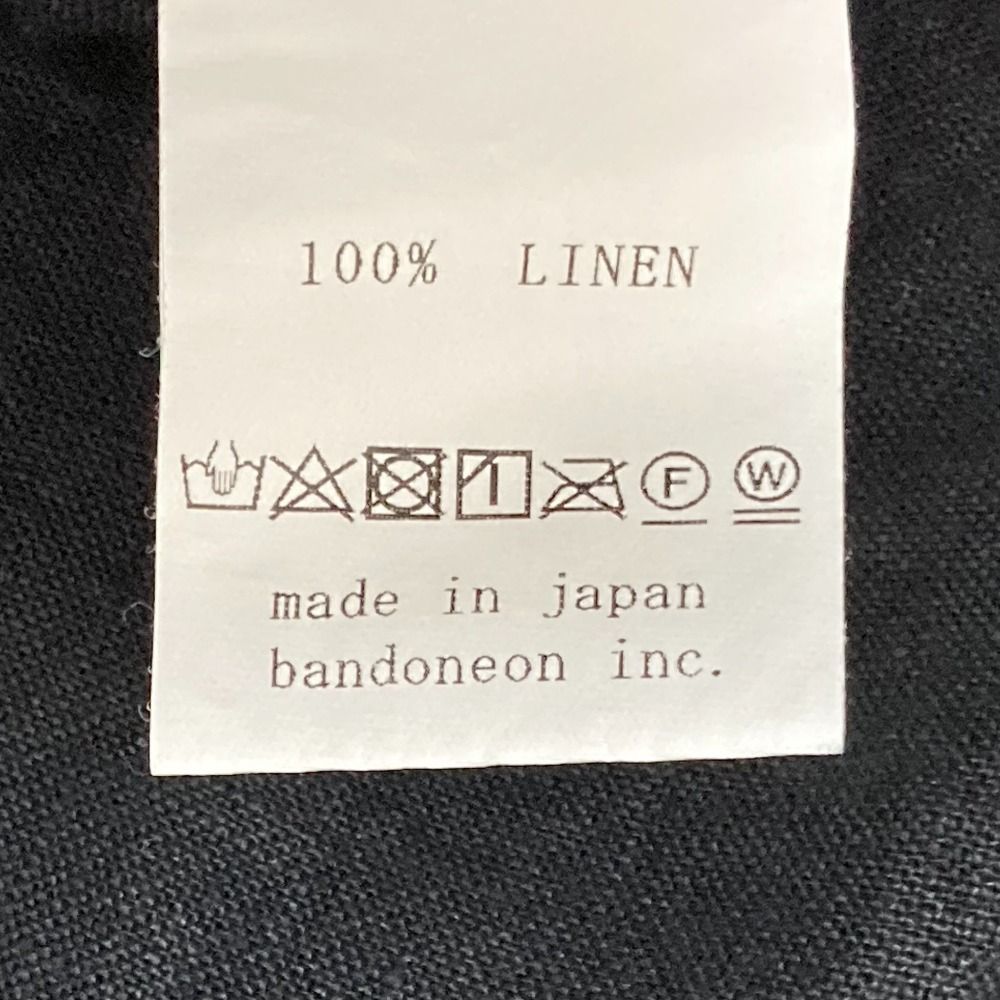 100% LINEN
F W
made in japan
bandoneon inc.